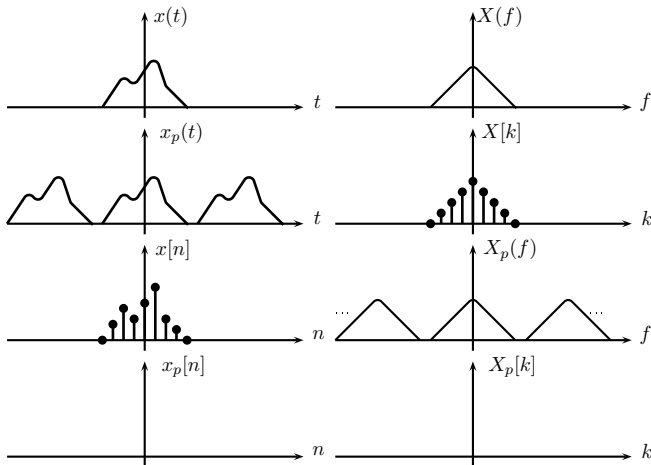 x(t)
X(f)
t
f
x_p(t)
X[k]
t
k
x[n]
X_p(f)
...
...
n
f
x_p[n]
X_p[k]
n
k